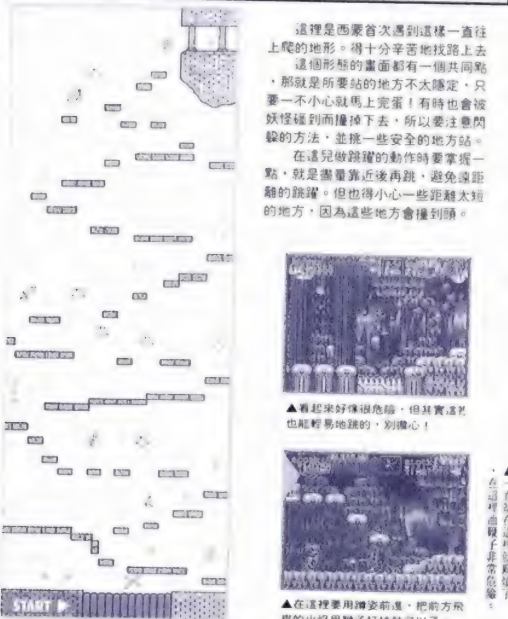 這裡是西蒙首次遇到這樣一直往
上爬的地形。得十分辛苦地找路上去
這個形態的畫面都有一個共同點
，那就是所要站的地方不太隱定，只
要一不小心就馬上完蛋！有時也會被
妖怪碰到而撞掉下去，所以要注意閃
躲的方法，並挑一些安全的地方站。
在這兒做跳躍的動作時要掌握一
點，就是盡量靠近後再跳，避免遠距
離的跳躍。但也得小心一些距離太短
的地方，因為這些地方會撞到頭。
▲看起來好像很危險，但其實這裡
也能輕易地跳的，別擔心！
▲在這裡要用蹲姿前進，把前方飛
START ▶